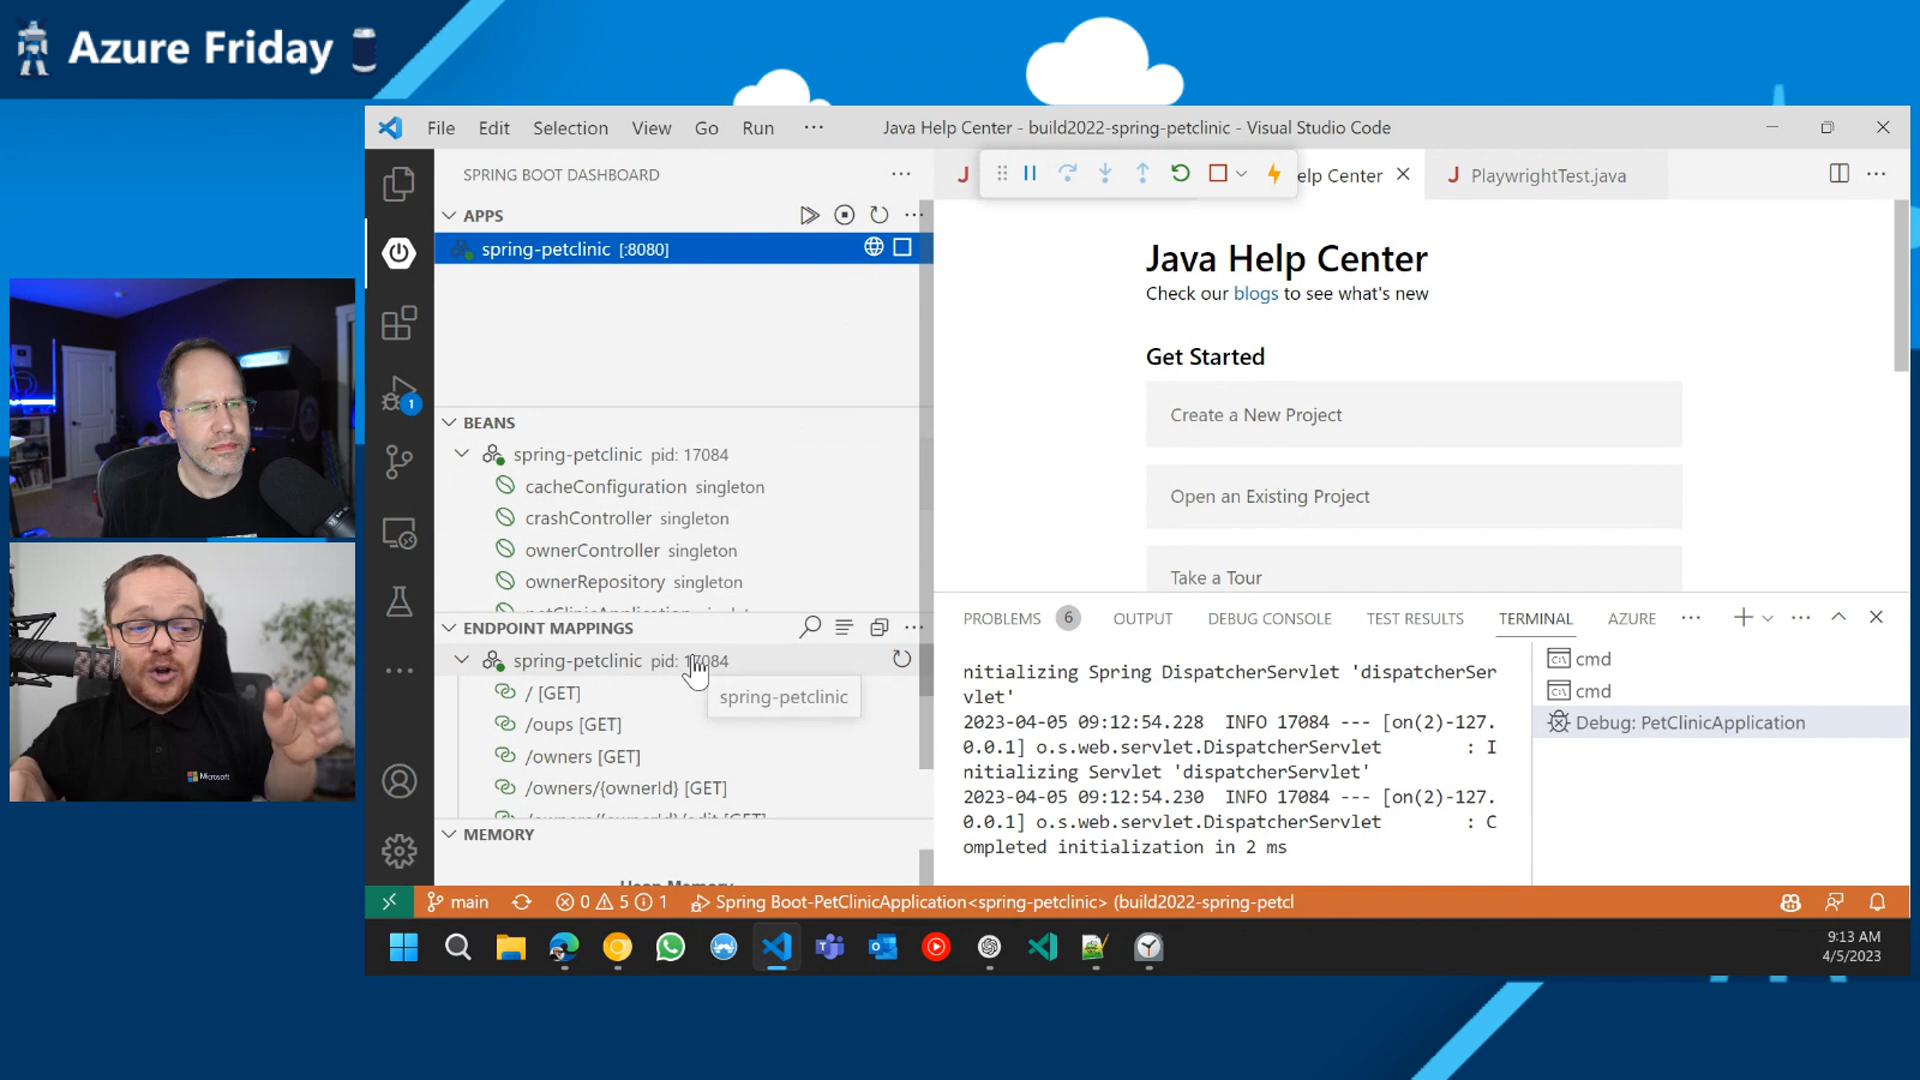 Azure Friday
File Edit Selection View Go Run ···
Java Help Center - build2022-spring-petclinic - Visual Studio Code
SPRING BOOT DASHBOARD
APPS
spring-petclinic [:8080]
BEANS
spring-petclinic pid: 17084
cacheConfiguration singleton
crashController singleton
ownerController singleton
ownerRepository singleton
ENDPOINT MAPPINGS
spring-petclinic pid: 17084
spring-petclinic
/ [GET]
/oups [GET]
/owners [GET]
/owners/{ownerId} [GET]
/owners/{ownerId}/edit [GET]
MEMORY
Heap Memory
1
J
elp Center
J PlaywrightTest.java
Java Help Center
Check our blogs to see what's new
Get Started
Create a New Project
Open an Existing Project
Take a Tour
PROBLEMS 6 OUTPUT DEBUG CONSOLE TEST RESULTS TERMINAL AZURE
nitializing Spring DispatcherServlet 'dispatcherSer
vlet'
2023-04-05 09:12:54.228 INFO 17084 --- [on(2)-127.
0.0.1] o.s.web.servlet.DispatcherServlet : I
nitializing Servlet 'dispatcherServlet'
2023-04-05 09:12:54.230 INFO 17084 --- [on(2)-127.
0.0.1] o.s.web.servlet.DispatcherServlet : C
ompleted initialization in 2 ms
cmd
cmd
Debug: PetClinicApplication
main
0 5 1
Spring Boot-PetClinicApplication<spring-petclinic> (build2022-spring-petcl
9:13 AM
4/5/2023
Microsoft